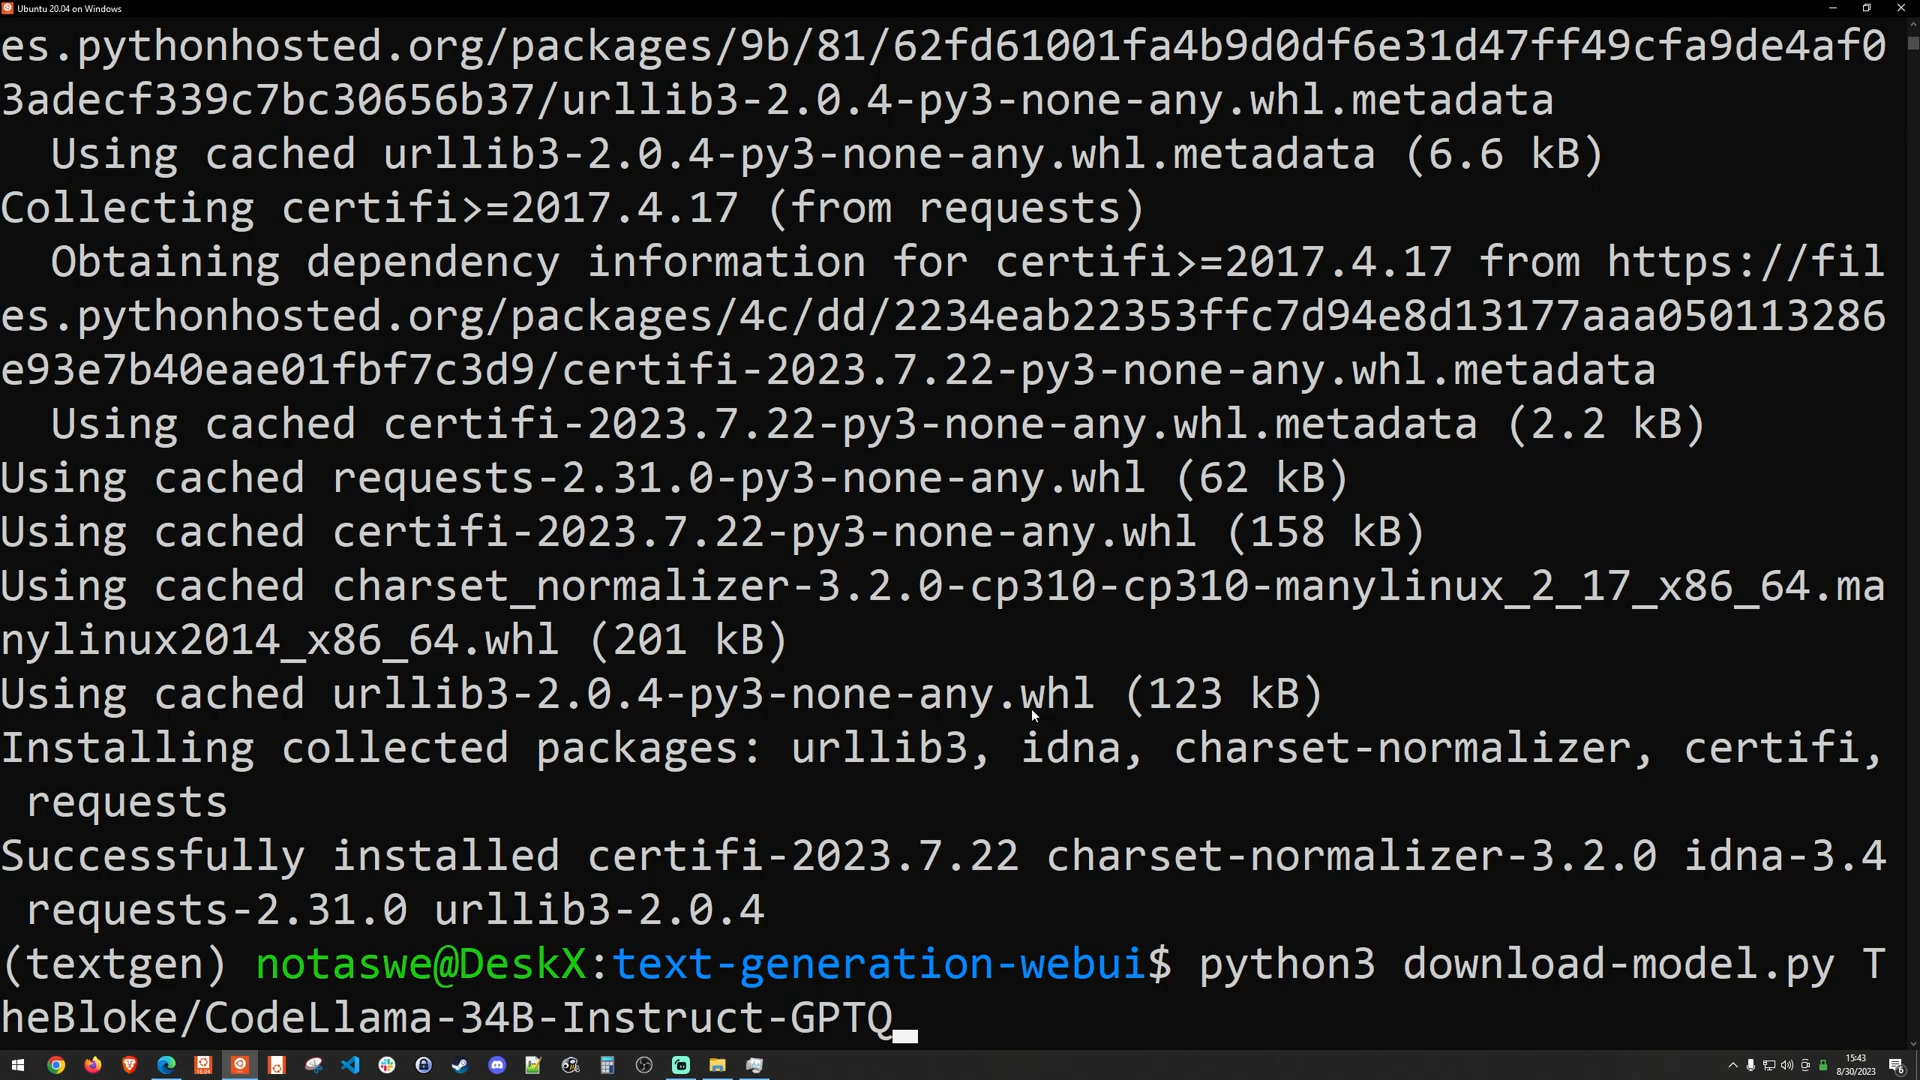 Ubuntu 20.04 on Windows
es.pythonhosted.org/packages/9b/81/62fd61001fa4b9d0df6e31d47ff49cfa9de4af0
3adecf339c7bc30656b37/urllib3-2.0.4-py3-none-any.whl.metadata
  Using cached urllib3-2.0.4-py3-none-any.whl.metadata (6.6 kB)
Collecting certifi>=2017.4.17 (from requests)
  Obtaining dependency information for certifi>=2017.4.17 from https://fil
es.pythonhosted.org/packages/4c/dd/2234eab22353ffc7d94e8d13177aaa050113286
e93e7b40eae01fbf7c3d9/certifi-2023.7.22-py3-none-any.whl.metadata
  Using cached certifi-2023.7.22-py3-none-any.whl.metadata (2.2 kB)
Using cached requests-2.31.0-py3-none-any.whl (62 kB)
Using cached certifi-2023.7.22-py3-none-any.whl (158 kB)
Using cached charset_normalizer-3.2.0-cp310-cp310-manylinux_2_17_x86_64.ma
nylinux2014_x86_64.whl (201 kB)
Using cached urllib3-2.0.4-py3-none-any.whl (123 kB)
Installing collected packages: urllib3, idna, charset-normalizer, certifi,
 requests
Successfully installed certifi-2023.7.22 charset-normalizer-3.2.0 idna-3.4
 requests-2.31.0 urllib3-2.0.4
(textgen) notaswe@DeskX:text-generation-webui$ python3 download-model.py T
heBloke/CodeLlama-34B-Instruct-GPTQ
15:43
8/30/2023